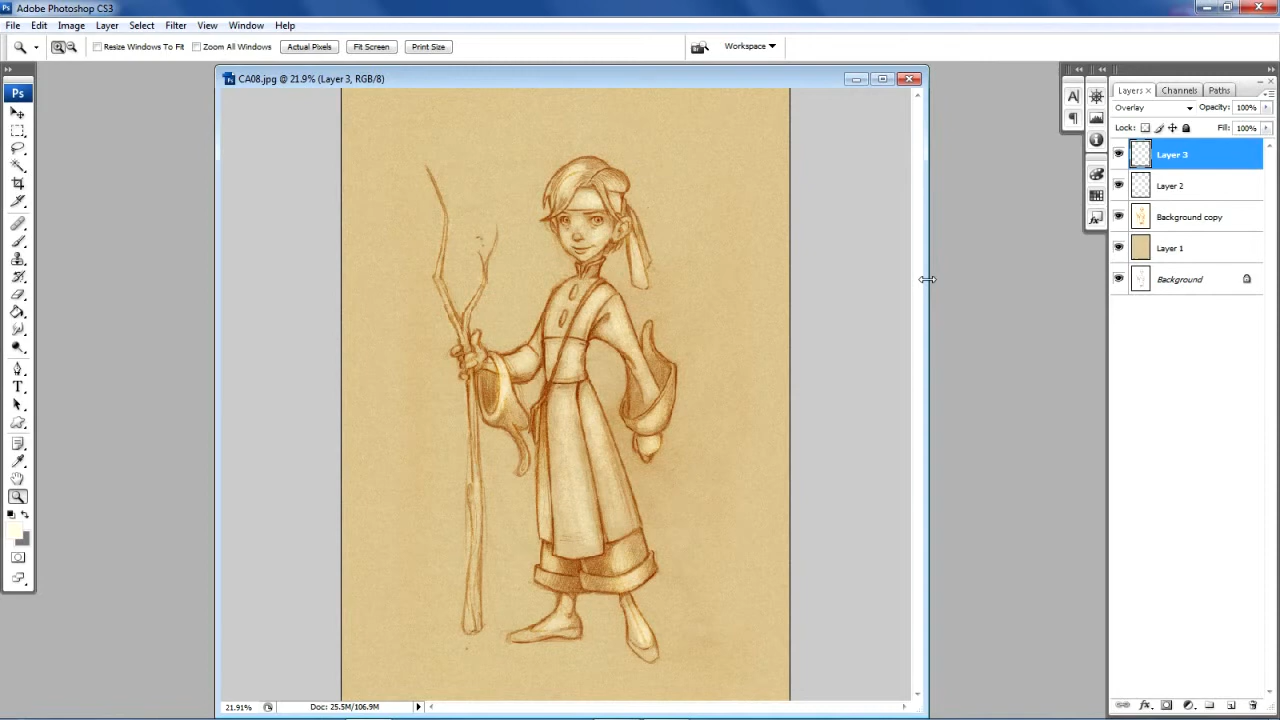 Ps Adobe Photoshop CS3
File Edit Image Layer Select Filter View Window Help
Resize Windows To Fit Zoom All Windows Actual Pixels Fit Screen Print Size Workspace
Ps
CA08.jpg @ 21.9% (Layer 3, RGB/8)
Layers Channels Paths
Overlay Opacity: 100%
Lock: Fill: 100%
Layer 3
Layer 2
Background copy
Layer 1
Background
T
A
21.91% Doc: 25.5M/106.9M